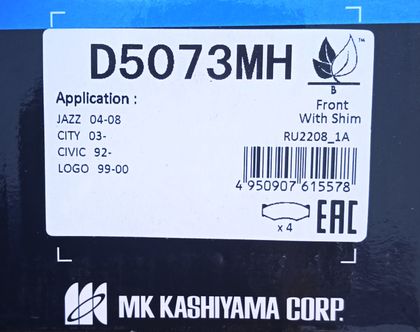 D5073MH
TM
B
Application :
Front
With Shim
JAZZ 04-08
CITY 03-
CIVIC 92-
LOGO 99-00
RU2208_1A
4 950907 615578
x 4
EAC
MK KASHIYAMA CORP.